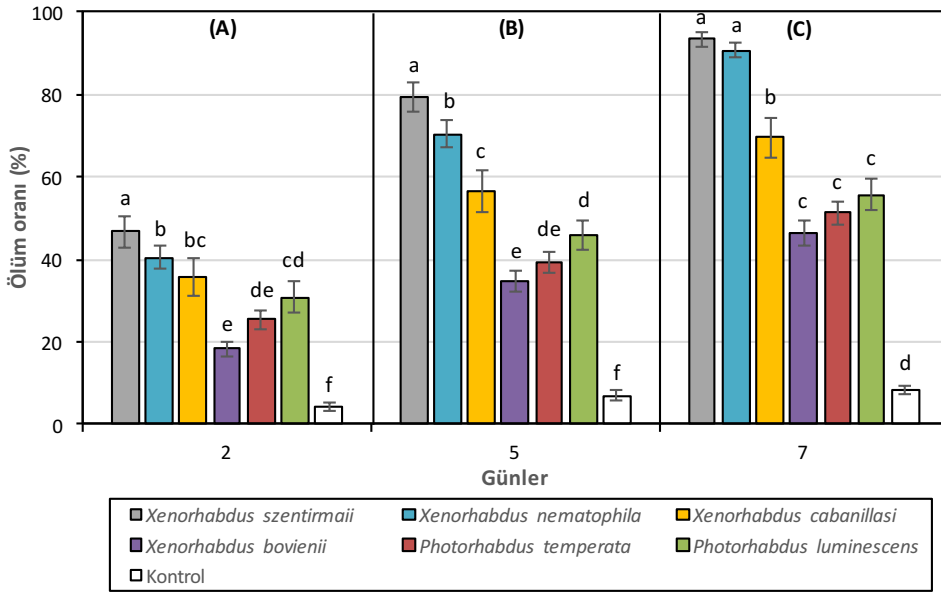 100
80
60
40
20
0
Ölüm oranı (%)
(A)
(B)
(C)
a
b
bc
e
de
cd
f
a
b
c
e
de
d
f
a
a
b
c
c
c
d
2
5
7
Günler
Xenorhabdus szentirmaii
Xenorhabdus nematophila
Xenorhabdus cabanillasi
Xenorhabdus bovienii
Photorhabdus temperata
Photorhabdus luminescens
Kontrol